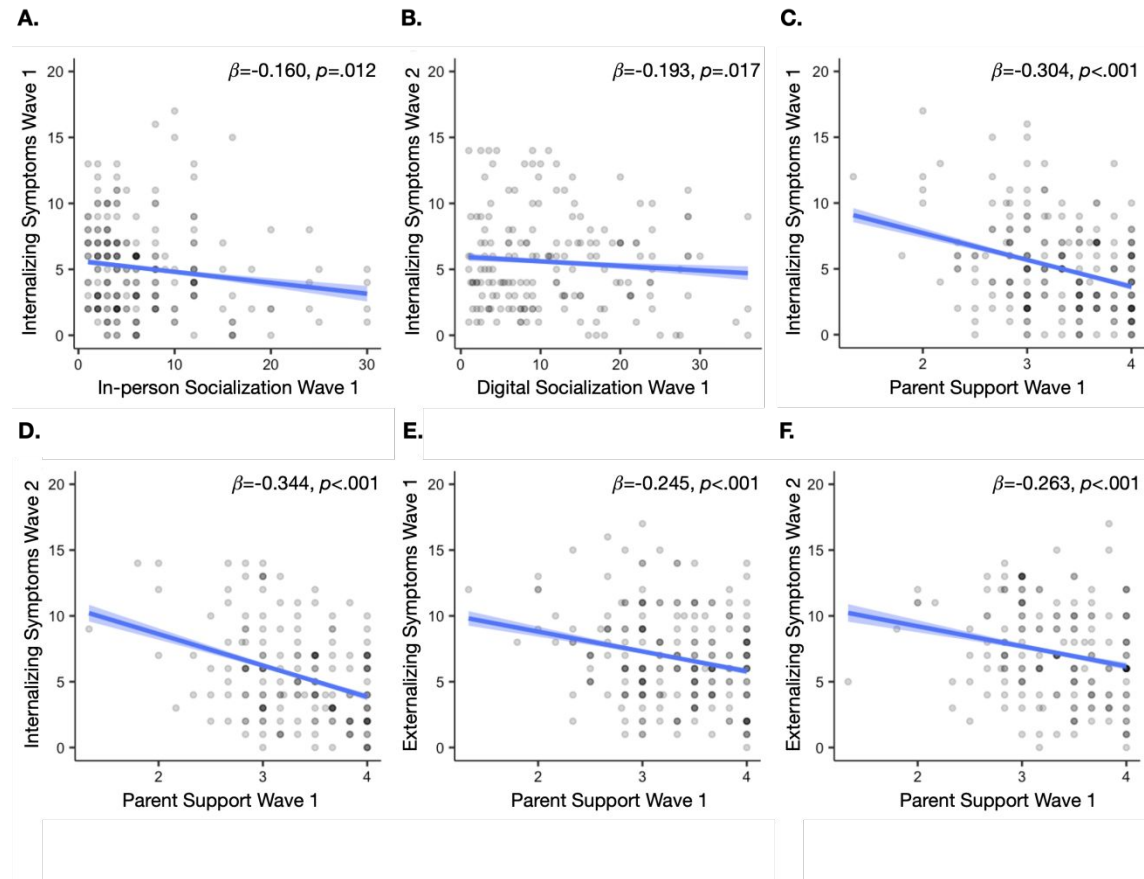 A.
Internalizing Symptoms Wave 1
β=-0.160, p=.012
20
15
10
5
0
0 10 20 30
In-person Socialization Wave 1
B.
Internalizing Symptoms Wave 2
β=-0.193, p=.017
20
15
10
5
0
0 10 20 30
Digital Socialization Wave 1
C.
Internalizing Symptoms Wave 1
β=-0.304, p<.001
20
15
10
5
0
2 3 4
Parent Support Wave 1
D.
Internalizing Symptoms Wave 2
β=-0.344, p<.001
20
15
10
5
0
2 3 4
Parent Support Wave 1
E.
Externalizing Symptoms Wave 1
β=-0.245, p<.001
20
15
10
5
0
2 3 4
Parent Support Wave 1
F.
Externalizing Symptoms Wave 2
β=-0.263, p<.001
20
15
10
5
0
2 3 4
Parent Support Wave 1